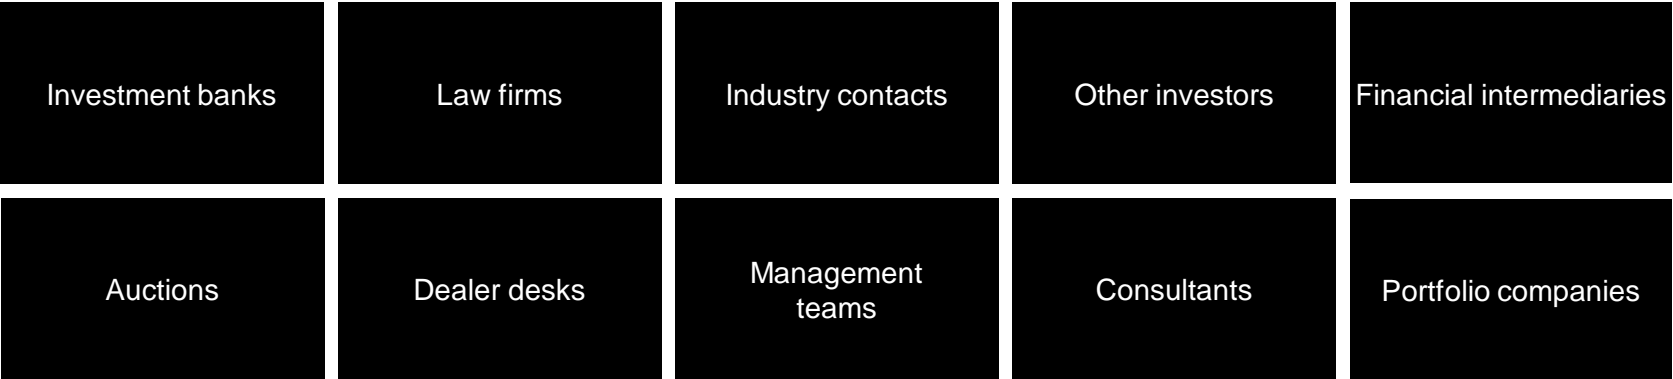 Investment banks
Law firms
Industry contacts
Other investors
Financial intermediaries
Auctions
Dealer desks
Management
teams
Consultants
Portfolio companies